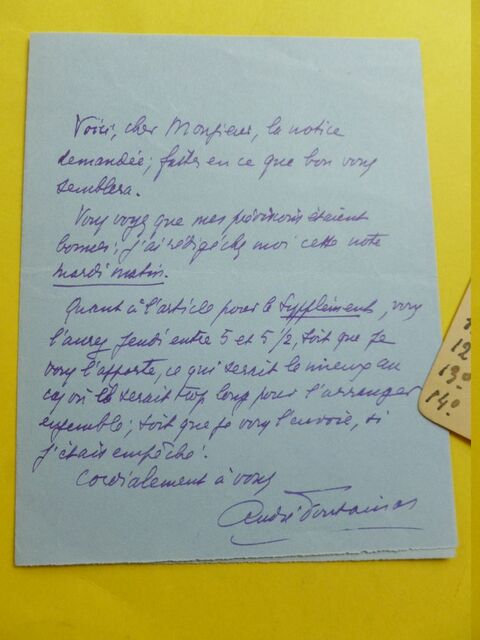 Voici, cher Monsieur, la notice
demandée; faites en ce que bon vous
semblera.
Vous voyez que mes prévisions étaient
bonnes; j'ai rédigé chez moi cette note
mardi matin.
Quant à l'article pour le Supplément, vous
l'aurez Jeudi entre 5 et 5 1/2, soit que je
vous l'apporte, ce qui serait le mieux au
cas où il serait trop long pour l'arranger
ensemble; soit que je vous l'envoie, si
j'étais empêché.
Cordialement à vous
André Fontainas
12
130
140